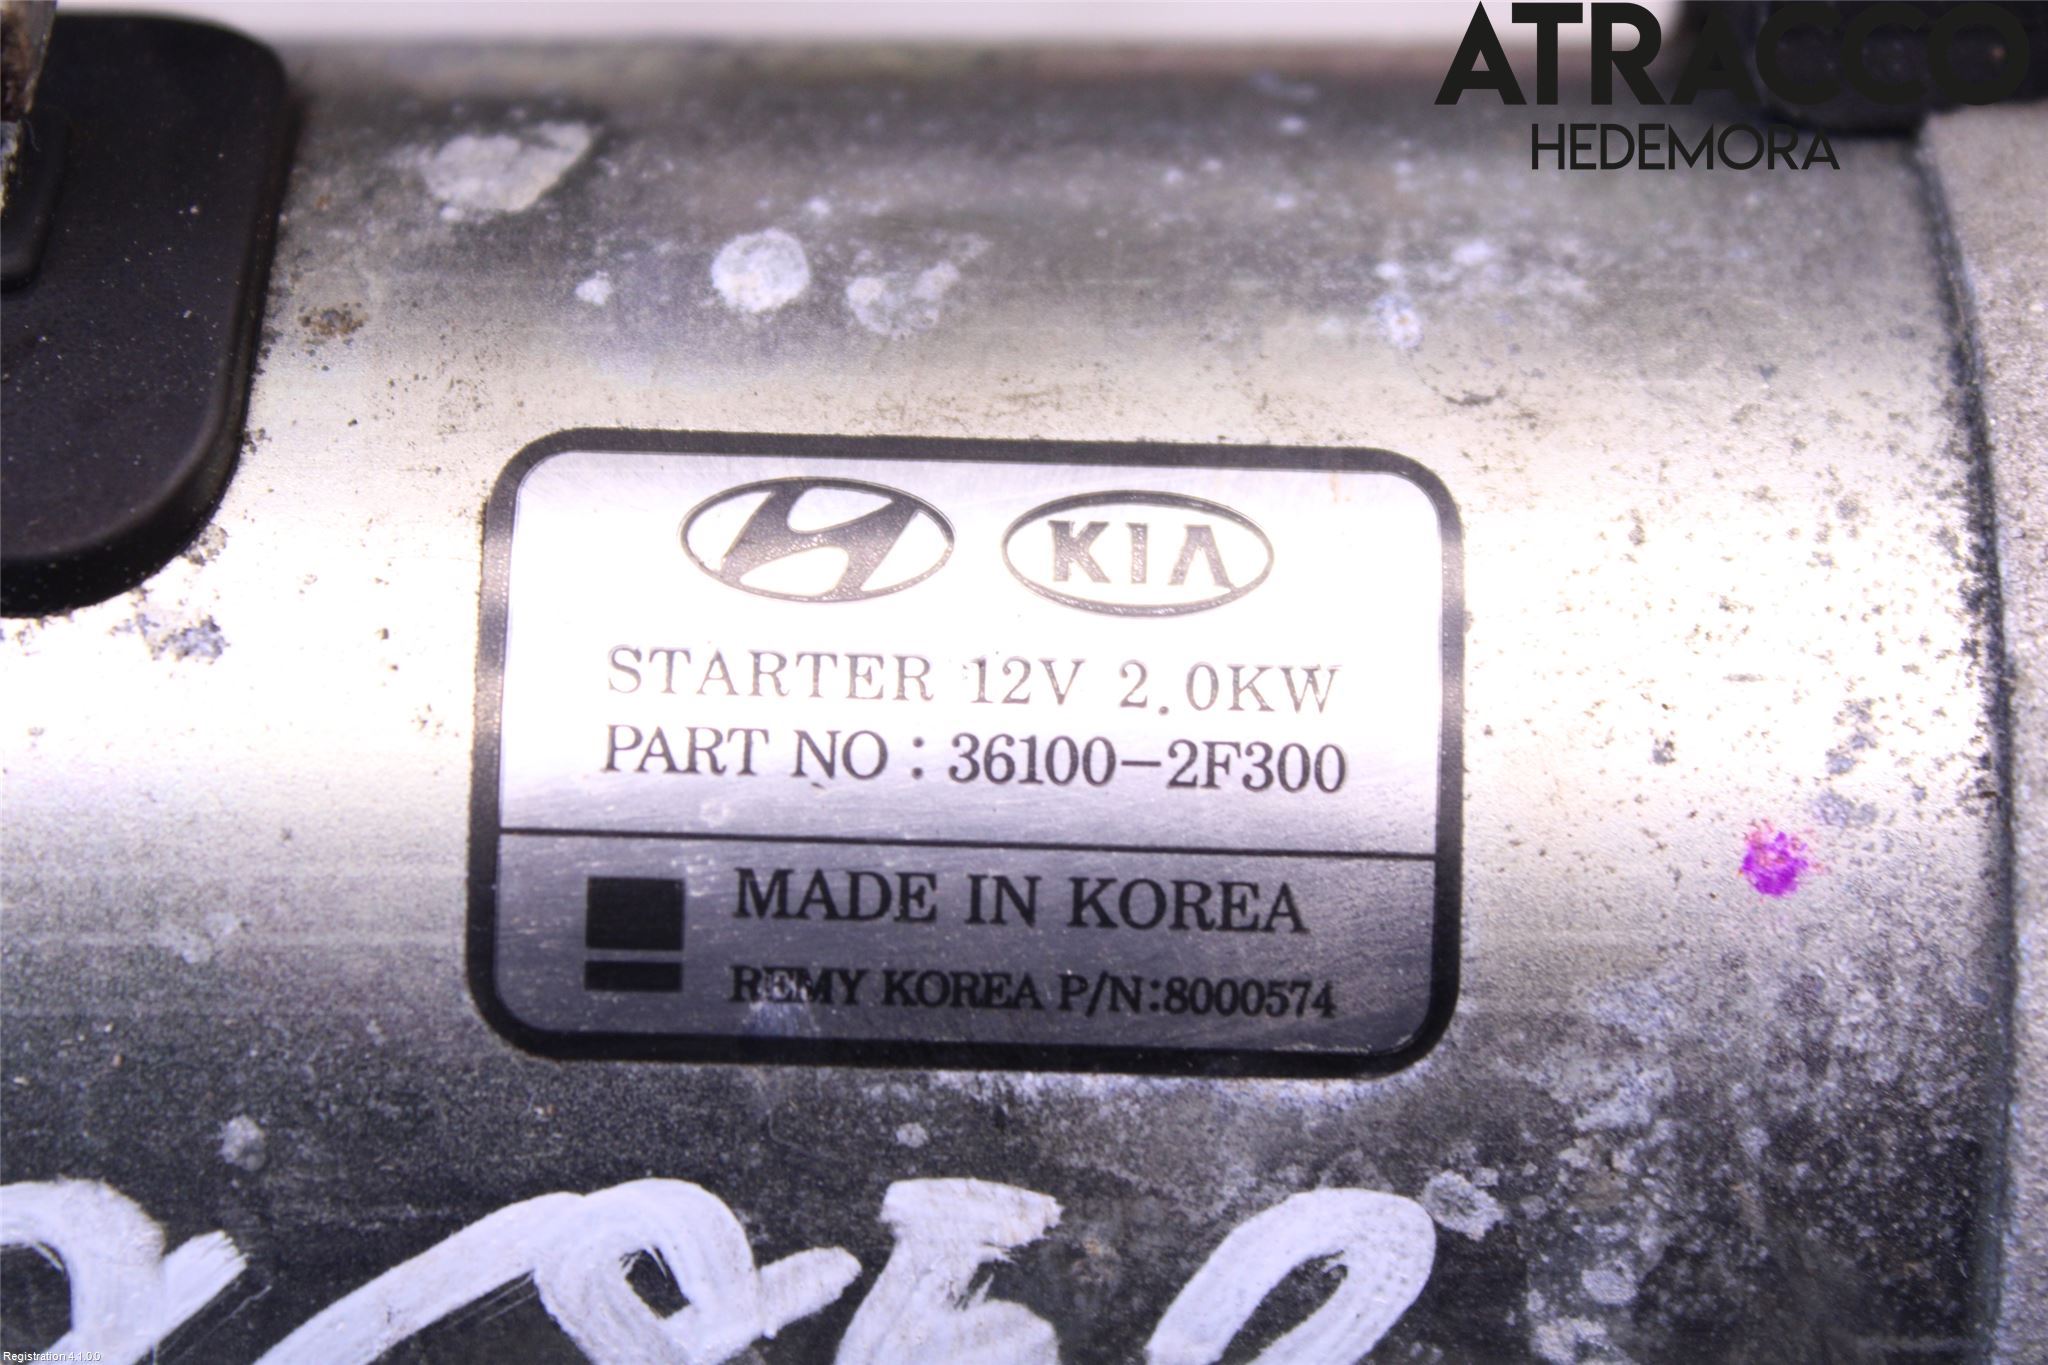 ATRACCO
HEDEMORA
KIA
STARTER 12V 2.0KW
PART NO : 36100-2F300
MADE IN KOREA
REMY KOREA P/N:8000574
Registration 4.1.0.0